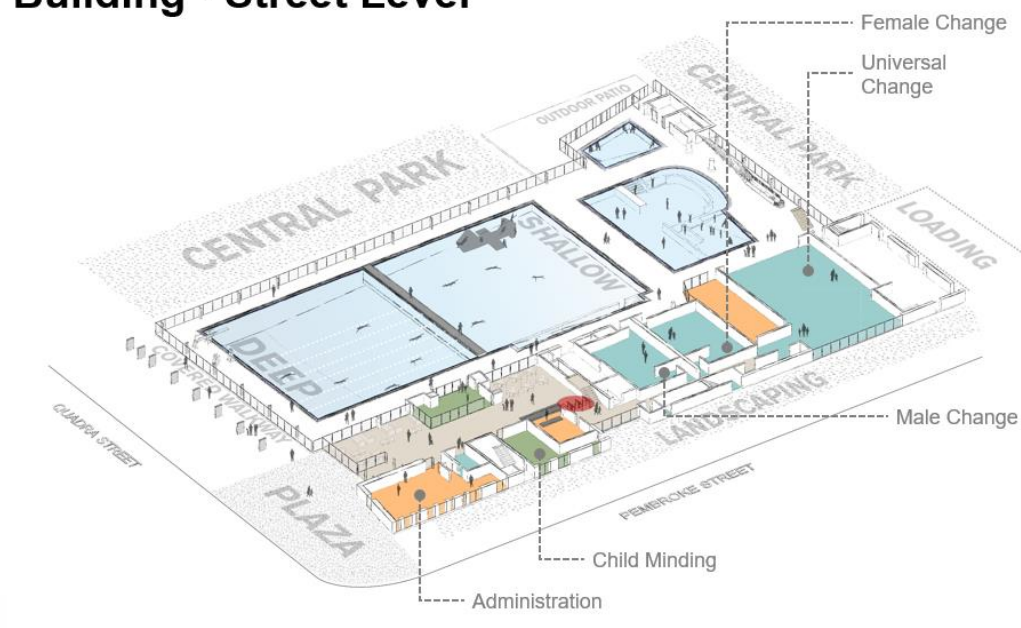 Building - Street Level
Female Change
Universal
Change
CENTRAL PARK
OUTDOOR PATIO
CENTRAL PARK
LOADING
SHALLOW
DEEP
COVERED WALKWAY
QUADRA STREET
LANDSCAPING
Male Change
PLAZA
PEMBROKE STREET
Child Minding
Administration